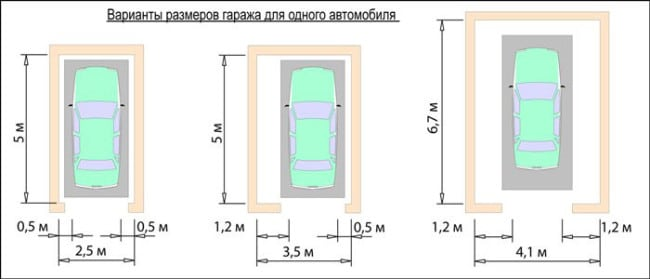 Варианты размеров гаража для одного автомобиля
5 м
0,5 м
0,5 м
2,5 м
5 м
1,2 м
0,5 м
3,5 м
6,7 м
1,2 м
1,2 м
4,1 м